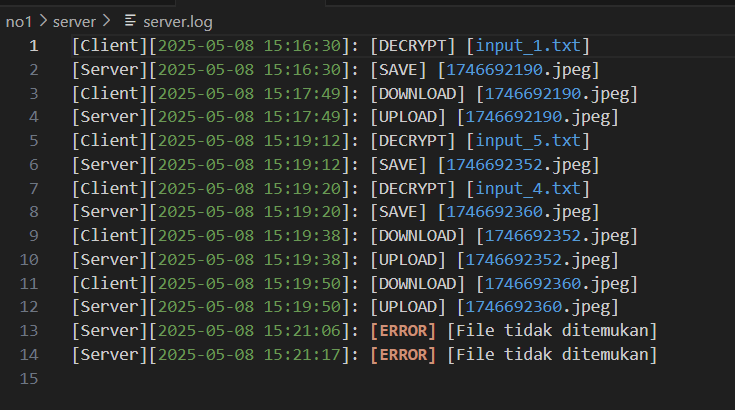 no1 > server > server.log
1 [Client][2025-05-08 15:16:30]: [DECRYPT] [input_1.txt]
2 [Server][2025-05-08 15:16:30]: [SAVE] [1746692190.jpeg]
3 [Client][2025-05-08 15:17:49]: [DOWNLOAD] [1746692190.jpeg]
4 [Server][2025-05-08 15:17:49]: [UPLOAD] [1746692190.jpeg]
5 [Client][2025-05-08 15:19:12]: [DECRYPT] [input_5.txt]
6 [Server][2025-05-08 15:19:12]: [SAVE] [1746692352.jpeg]
7 [Client][2025-05-08 15:19:20]: [DECRYPT] [input_4.txt]
8 [Server][2025-05-08 15:19:20]: [SAVE] [1746692360.jpeg]
9 [Client][2025-05-08 15:19:38]: [DOWNLOAD] [1746692352.jpeg]
10 [Server][2025-05-08 15:19:38]: [UPLOAD] [1746692352.jpeg]
11 [Client][2025-05-08 15:19:50]: [DOWNLOAD] [1746692360.jpeg]
12 [Server][2025-05-08 15:19:50]: [UPLOAD] [1746692360.jpeg]
13 [Server][2025-05-08 15:21:06]: [ERROR] [File tidak ditemukan]
14 [Server][2025-05-08 15:21:17]: [ERROR] [File tidak ditemukan]
15